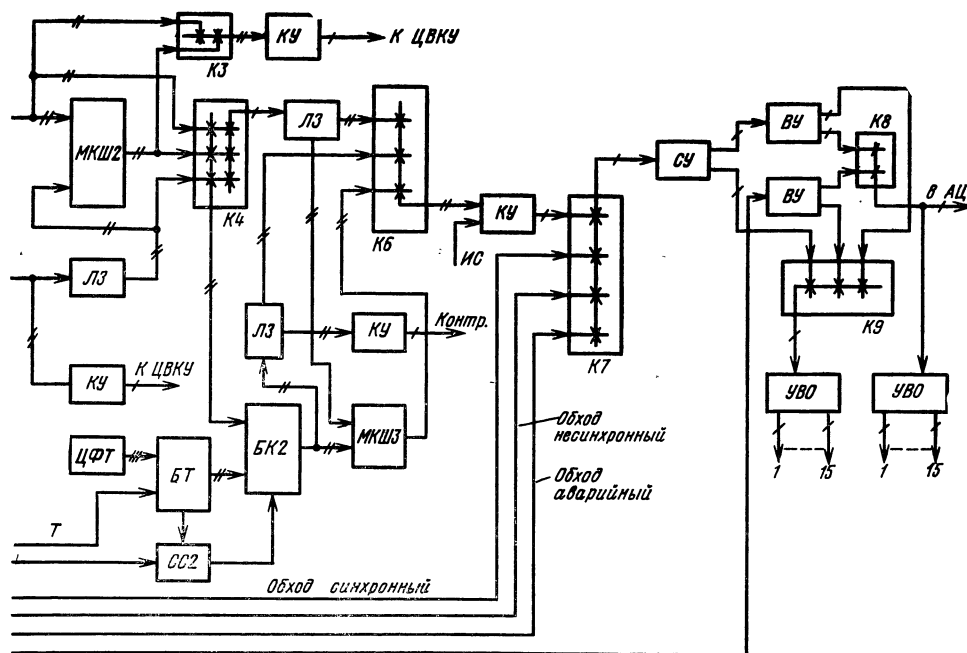 К3
КУ
К ЦВКУ
МКШ2
К4
ЛЗ
К6
КУ
ИС
К7
СУ
ВУ
ВУ
К8
В АЦ
К9
ЛЗ
КУ
К ЦВКУ
ЛЗ
КУ
Контр.
МКШ3
БК2
ЦФТ
БТ
Т
СС2
УВО
УВО
1
15
1
15
Обход
несинхронный
Обход
аварийный
Обход синхронный